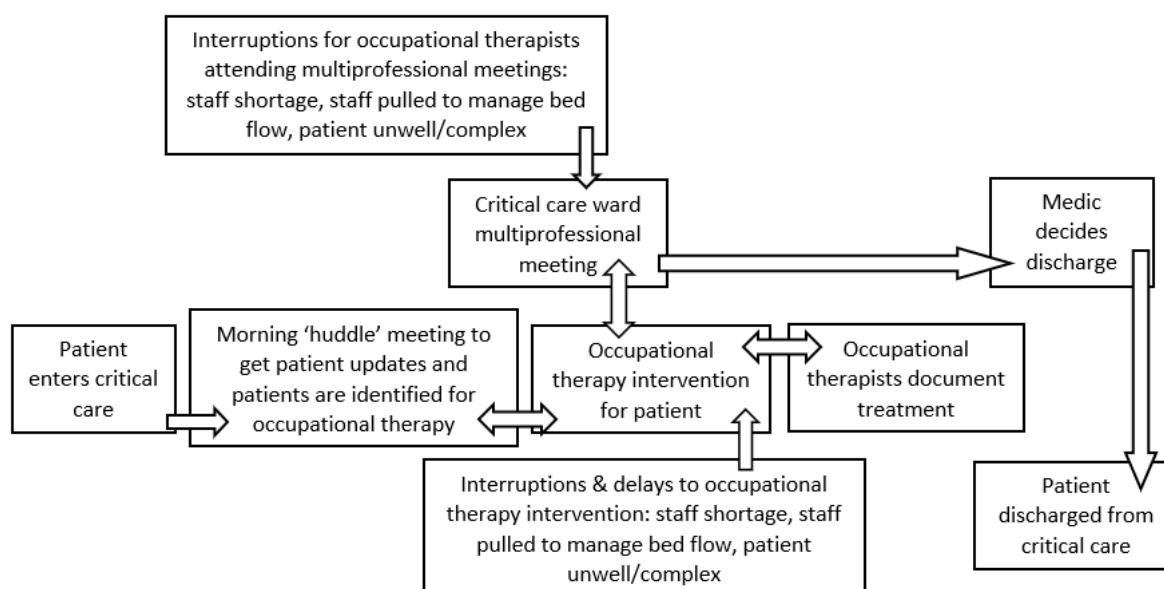 Interruptions for occupational therapists
attending multiprofessional meetings:
staff shortage, staff pulled to manage bed
flow, patient unwell/complex
Critical care ward
multiprofessional
meeting
Medic
decides
discharge
Patient
enters critical
care
Morning ‘huddle’ meeting to
get patient updates and
patients are identified for
occupational therapy
Occupational
therapy intervention
for patient
Occupational
therapists document
treatment
Interruptions & delays to occupational
therapy intervention: staff shortage, staff
pulled to manage bed flow, patient
unwell/complex
Patient
discharged from
critical care